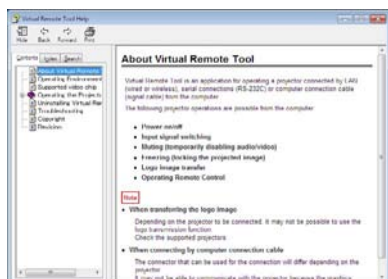 Virtual Remote Tool Help
Hide Back Forward Print
Contents Index Search
About Virtual Remote
Operating Environment
Supported video chip
Operating the Projecto
Uninstalling Virtual Rer
Troubleshooting
Copyright
Revision
About Virtual Remote Tool
Virtual Remote Tool is an application for operating a projector connected by LAN
(wired or wireless), serial connections (RS-232C) or computer connection cable
(signal cable) from the computer.
The following projector operations are possible from the computer.
• Power on/off
• Input signal switching
• Muting (temporarily disabling audio/video)
• Freezing (locking the projected image)
• Logo image transfer
• Operating Remote Control
Note
• When transferring the logo image
Depending on the projector to be connected, it may not be possible to use the
logo transmission function.
Check the supported projectors.
• When connecting by computer connection cable
The connector that can be used for the connection will differ depending on the
projector.